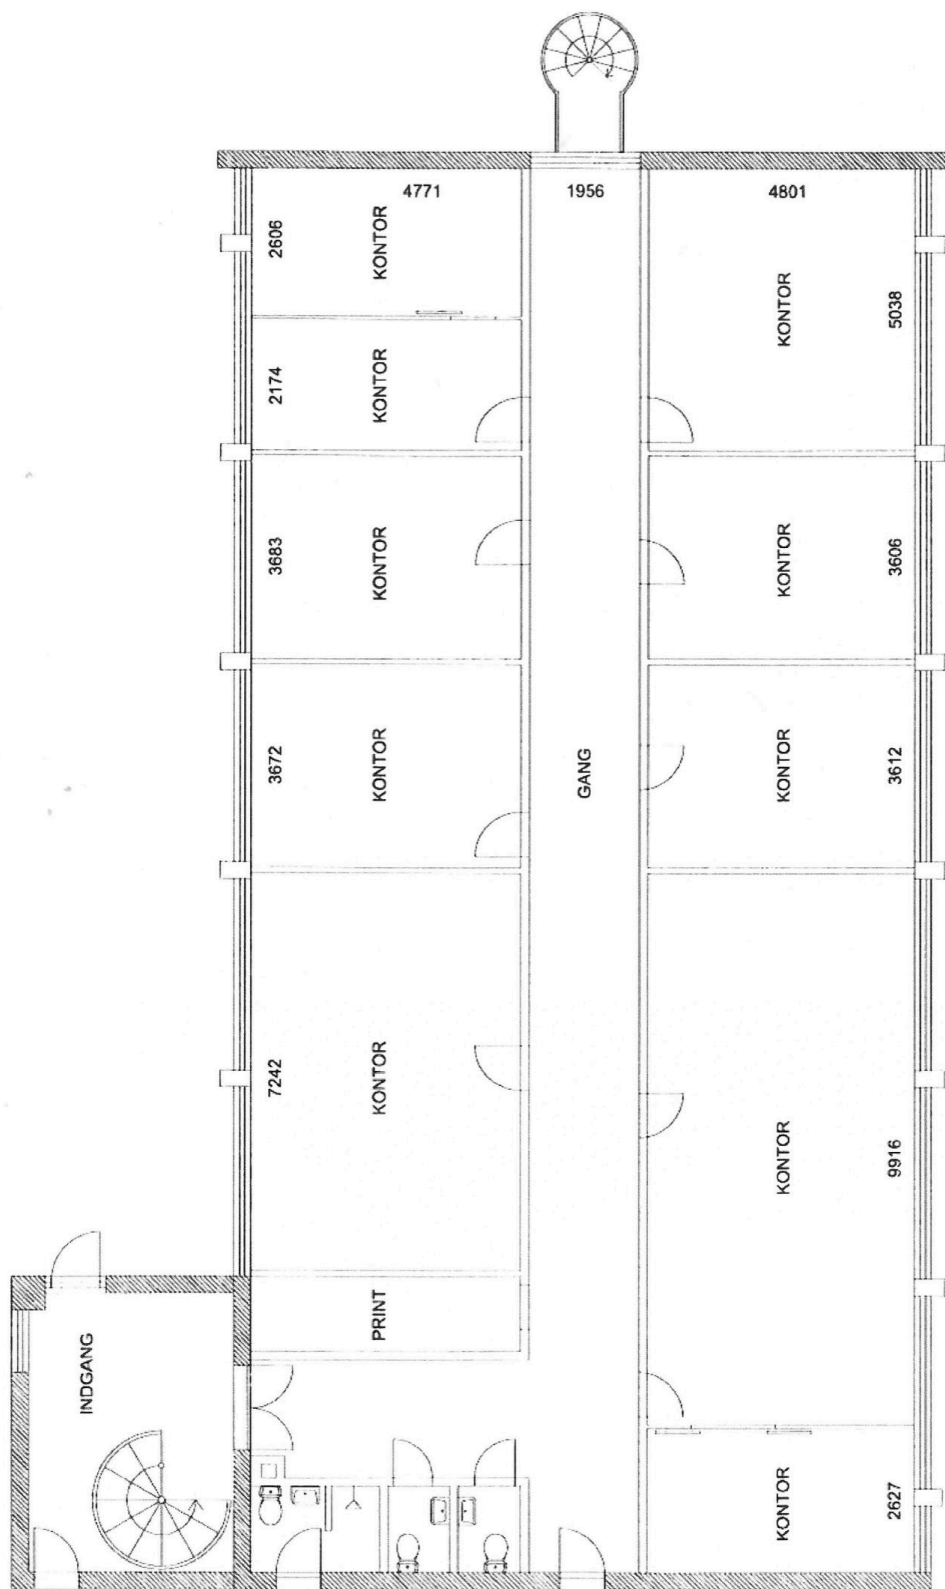 4771
1956
4801
2606
KONTOR
KONTOR
5038
2174
KONTOR
3683
KONTOR
KONTOR
3606
3672
KONTOR
GANG
KONTOR
3612
7242
KONTOR
KONTOR
9916
PRINT
INDGANG
KONTOR
2627